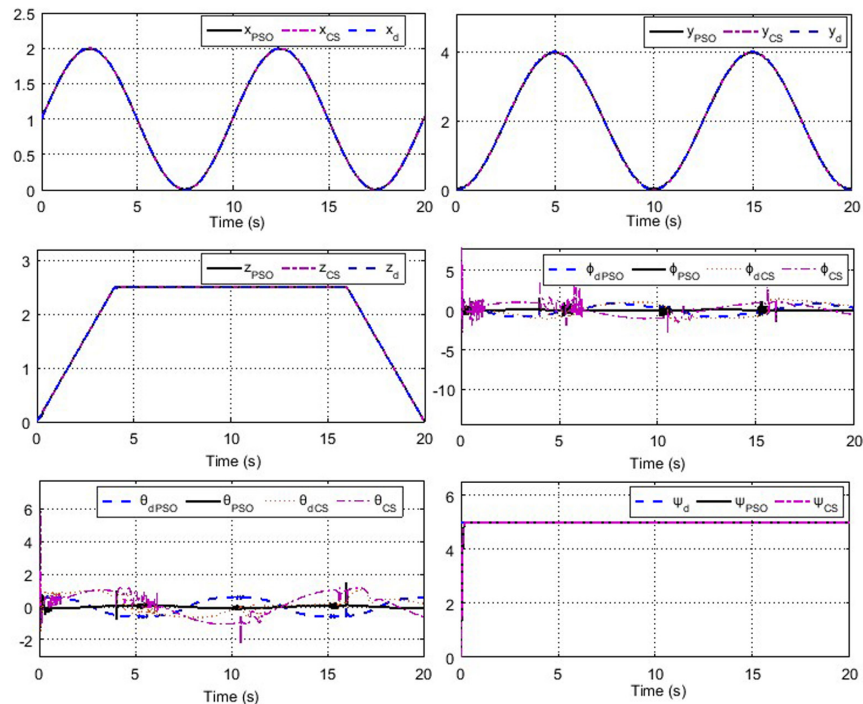 x_PSO x_CS x_d
2.5
2
1.5
1
0.5
0
0 5 10 15 20
Time (s)
y_PSO y_CS y_d
4
2
0
0 5 10 15 20
Time (s)
z_PSO z_CS z_d
3
2
1
0
0 5 10 15 20
Time (s)
ϕ_dPSO ϕ_PSO ϕ_dCS ϕ_CS
5
0
-5
-10
0 5 10 15 20
Time (s)
θ_dPSO θ_PSO θ_dCS θ_CS
6
4
2
0
-2
0 5 10 15 20
Time (s)
ψ_d ψ_PSO ψ_CS
6
4
2
0
0 5 10 15 20
Time (s)